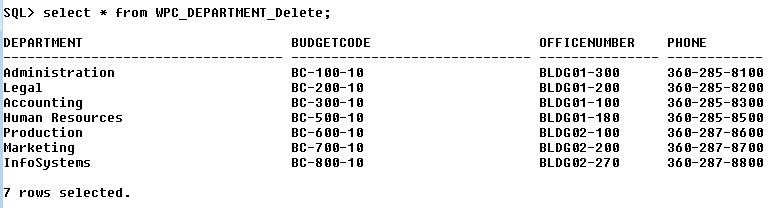 SQL> select * from WPC_DEPARTMENT_Delete;
DEPARTMENT BUDGETCODE OFFICENUMBER PHONE
------------------------------ ------------------------------ --------------- ------------
Administration BC-100-10 BLDG01-300 360-285-8100
Legal BC-200-10 BLDG01-200 360-285-8200
Accounting BC-300-10 BLDG01-100 360-285-8300
Human Resources BC-500-10 BLDG01-180 360-285-8500
Production BC-600-10 BLDG02-100 360-287-8600
Marketing BC-700-10 BLDG02-200 360-287-8700
InfoSystems BC-800-10 BLDG02-270 360-287-8800
7 rows selected.